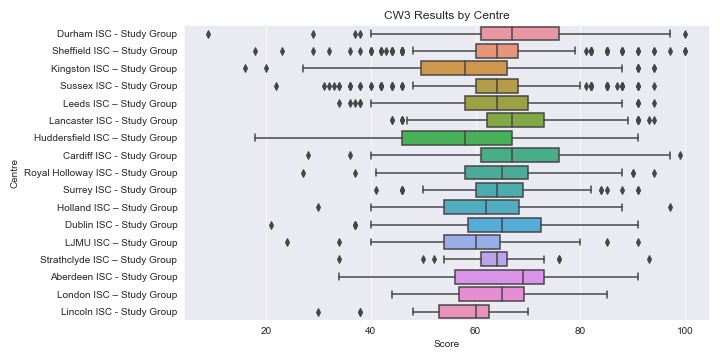 CW3 Results by Centre
Durham ISC - Study Group
Sheffield ISC – Study Group
Kingston ISC – Study Group
Sussex ISC - Study Group
Leeds ISC – Study Group
Lancaster ISC - Study Group
Huddersfield ISC – Study Group
Cardiff ISC - Study Group
Royal Holloway ISC - Study Group
Surrey ISC - Study Group
Holland ISC – Study Group
Dublin ISC - Study Group
LJMU ISC – Study Group
Strathclyde ISC – Study Group
Aberdeen ISC - Study Group
London ISC – Study Group
Lincoln ISC - Study Group
Centre
20 40 60 80 100
Score